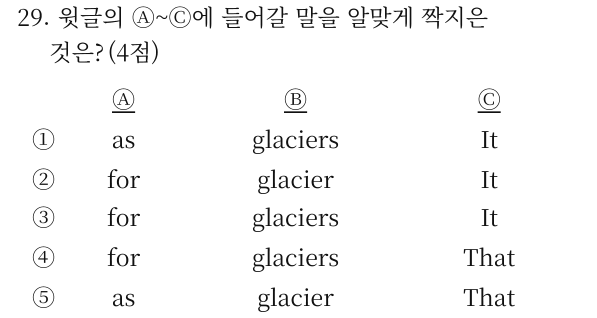 29. 윗글의 Ⓐ~Ⓒ에 들어갈 말을 알맞게 짝지은
것은? (4점)
Ⓐ Ⓑ Ⓒ
① as glaciers It
② for glacier It
③ for glaciers It
④ for glaciers That
⑤ as glacier That